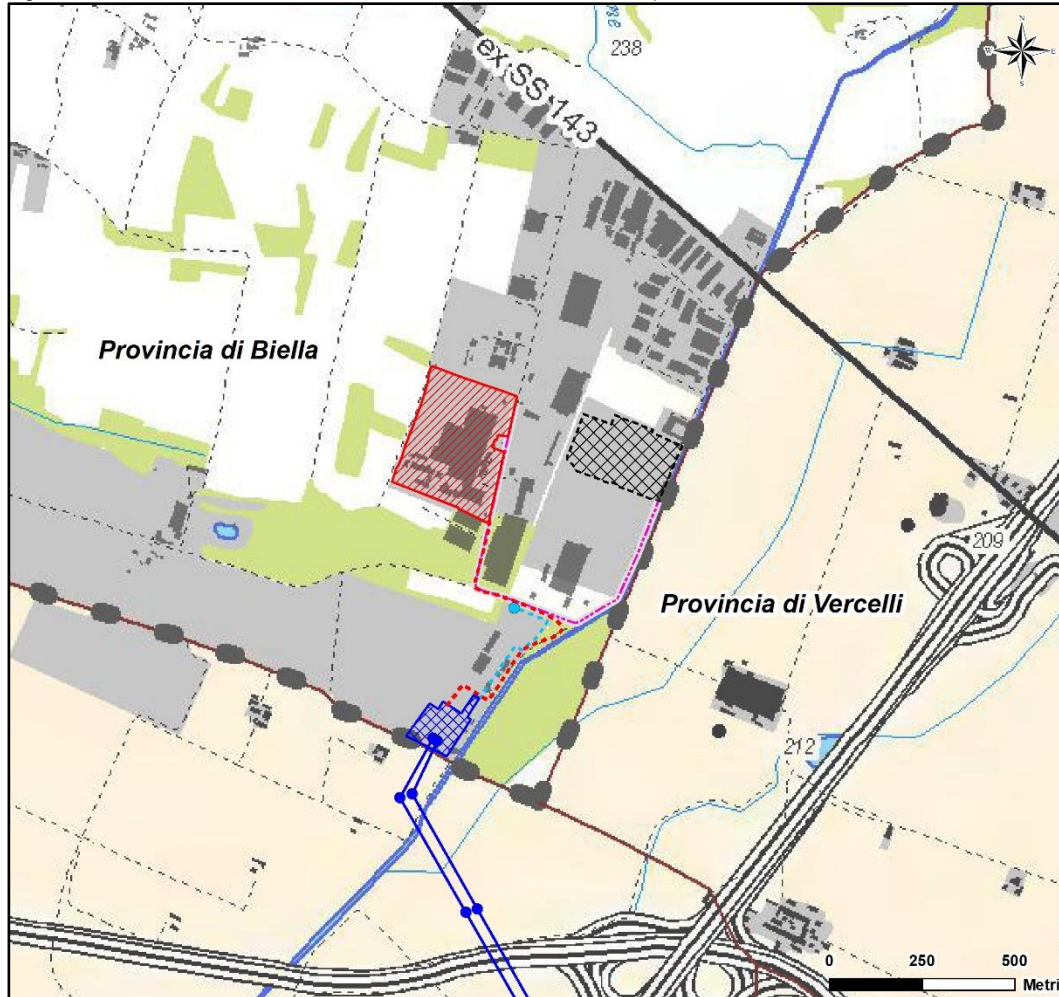 238
N
W
E
S
ex SS 143
Provincia di Biella
209
Provincia di Vercelli
212
0 250 500
Metri